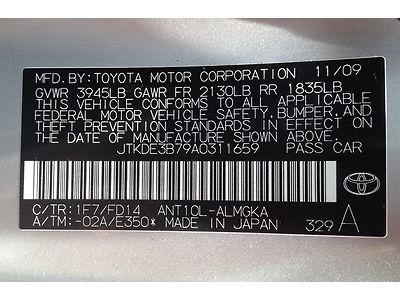 MFD.BY:TOYOTA MOTOR CORPORATION 11/09
GVWR 3945LB GAWR FR 2130LB RR 1835LB
THIS VEHICLE CONFORMS TO ALL APPLICABLE
FEDERAL MOTOR VEHICLE SAFETY,BUMPER,AND
THEFT PREVENTION STANDARDS IN EFFECT ON
THE DATE OF MANUFACTURE SHOWN ABOVE.
JTKDE3B79A0311659 PASS CAR
C/TR:1F7/FD14 ANT10L-ALMGKA
A/TM:-02A/E350* MADE IN JAPAN 329 A
TOYOTA